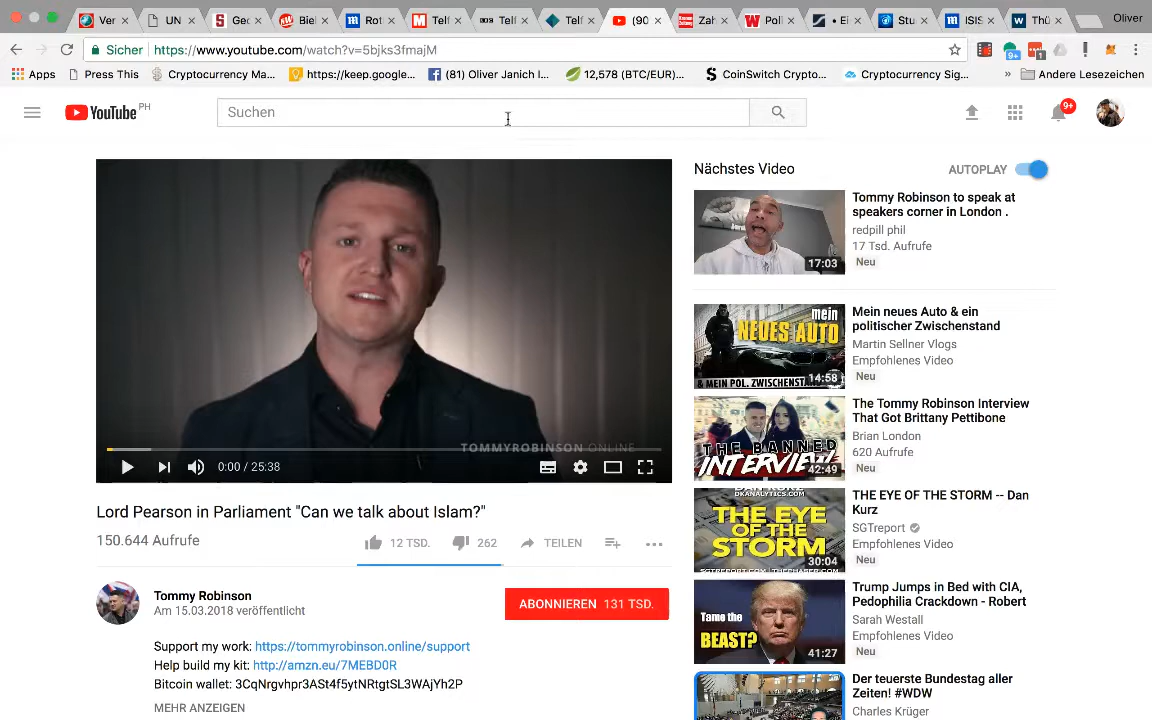 Ver
UN
Geo
Biel
Rot
Telf
Telf
Telf
(90
Zah
Poli
• Ei
Stu
ISIS
Thü
Oliver
Sicher
https://www.youtube.com/watch?v=5bjks3fmajM
Apps
Press This
Cryptocurrency Ma...
https://keep.google...
(81) Oliver Janich I...
12,578 (BTC/EUR)...
CoinSwitch Crypto...
Cryptocurrency Sig...
»
Andere Lesezeichen
YouTube PH
Suchen
9+
Nächstes Video
AUTOPLAY
Tommy Robinson to speak at
speakers corner in London .
redpill phil
17 Tsd. Aufrufe
Neu
17:03
mein
NEUES AUTO
& MEIN POL. ZWISCHENST...
14:58
Mein neues Auto & ein
politischer Zwischenstand
Martin Sellner Vlogs
Empfohlenes Video
Neu
THE BANNED
INTERVIEW
42:49
The Tommy Robinson Interview
That Got Brittany Pettibone
Brian London
620 Aufrufe
Neu
DKANALYTICS.COM
THE EYE
OF THE
STORM
30:04
THE EYE OF THE STORM -- Dan
Kurz
SGTreport
Empfohlenes Video
Neu
Tame the
BEAST?
41:27
Trump Jumps in Bed with CIA,
Pedophilia Crackdown - Robert
Sarah Westall
Empfohlenes Video
Neu
Der teuerste Bundestag aller
Zeiten! #WDW
Charles Krüger
TOMMYROBINSON.ONLINE
0:00 / 25:38
Lord Pearson in Parliament "Can we talk about Islam?"
150.644 Aufrufe
12 TSD.
262
TEILEN
Tommy Robinson
Am 15.03.2018 veröffentlicht
ABONNIEREN 131 TSD.
Support my work: https://tommyrobinson.online/support
Help build my kit: http://amzn.eu/7MEBD0R
Bitcoin wallet: 3CqNrgvhpr3ASt4f5ytNRtgtSL3WAjYh2P
MEHR ANZEIGEN